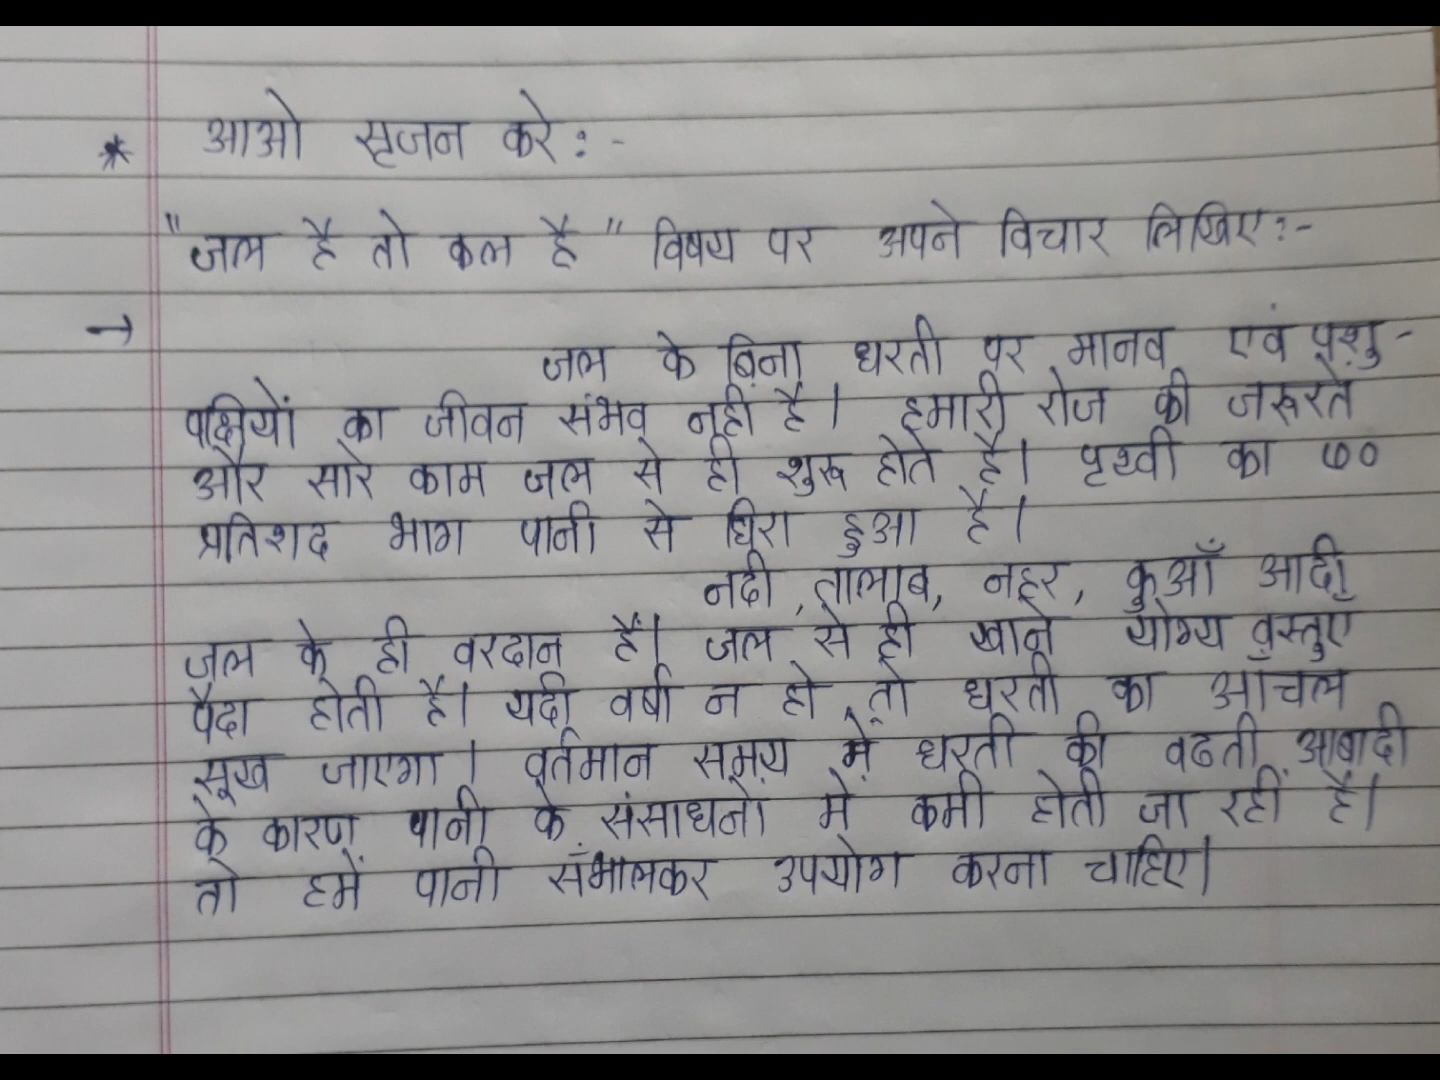 * आओ सृजन करे :-
"जल है तो कल है" विषय पर अपने विचार लिखिए :-
→ जल के बिना धरती पर मानव एवं पशु-
पक्षियों का जीवन संभव नही है। हमारी रोज की जरूरतें
और सारे काम जल से ही शुरू होते है। पृथ्वी का ७०
प्रतिशद भाग पानी से घिरा हुआ है।
नदी, तालाब, नहर, कुआँ आदी
जल के ही वरदान हैं। जल से ही खाने योग्य वस्तुए
पैदा होती है। यदी वर्षा न हो तो धरती का आँचल
सूख जाएगा। वर्तमान समय में धरती की बढती आबादी
के कारण पानी के संसाधनों मे कमी होती जा रहीं है।
तो हमें पानी सँभालकर उपयोग करना चाहिए।